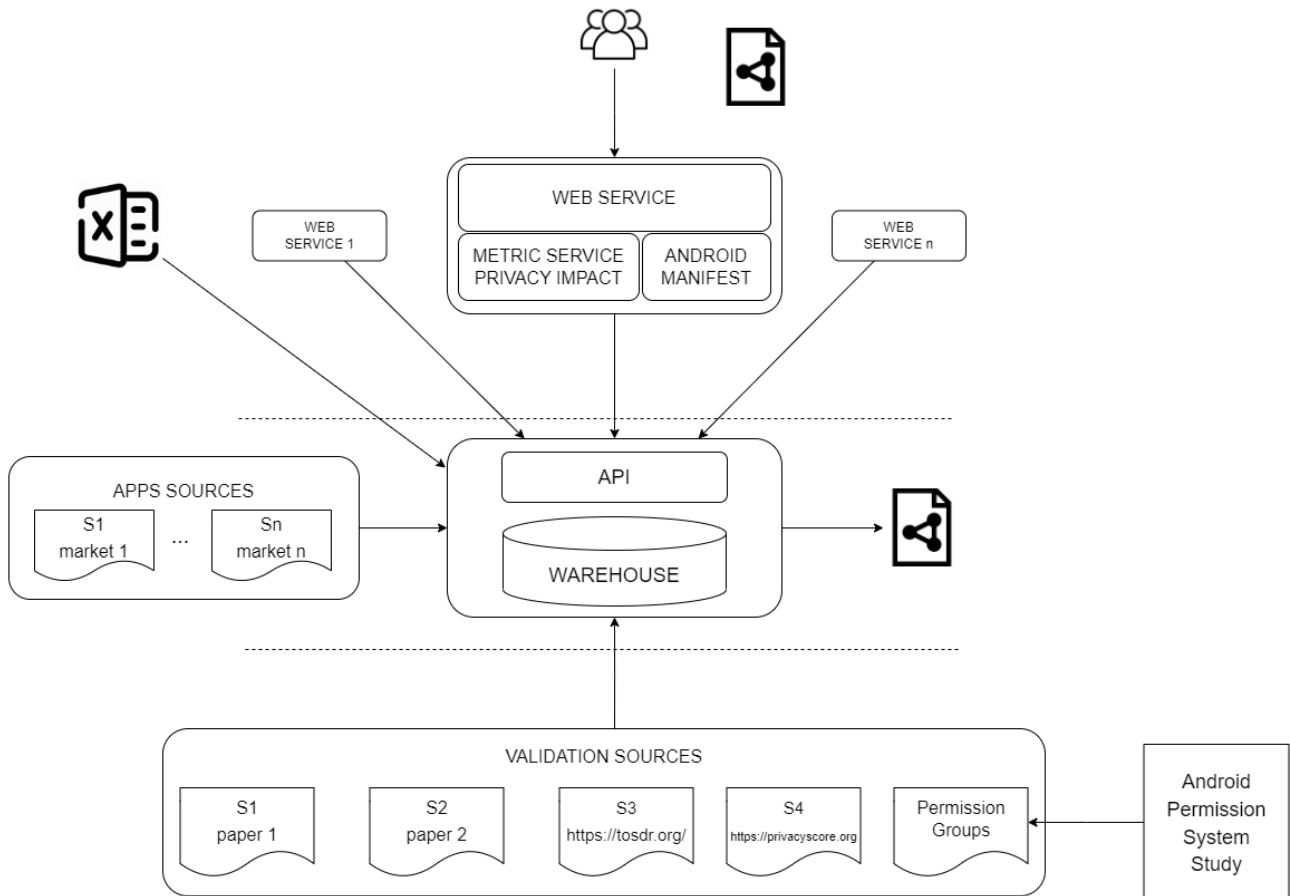 WEB SERVICE
X
WEB
SERVICE 1
WEB
SERVICE n
METRIC SERVICE
PRIVACY IMPACT
ANDROID
MANIFEST
API
APPS SOURCES
S1
market 1
...
Sn
market n
WAREHOUSE
VALIDATION SOURCES
S1
paper 1
S2
paper 2
S3
https://tosdr.org/
S4
https://privacyscore.org
Permission
Groups
Android
Permission
System
Study